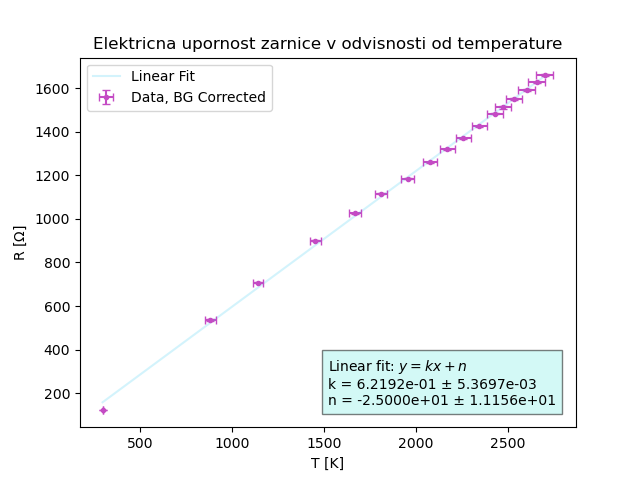 Elektricna upornost zarnice v odvisnosti od temperature
Linear Fit
Data, BG Corrected
R [Ω]
1600
1400
1200
1000
800
600
400
200
Linear fit: y = kx + n
k = 6.2192e-01 ± 5.3697e-03
n = -2.5000e+01 ± 1.1156e+01
500
1000
1500
2000
2500
T [K]